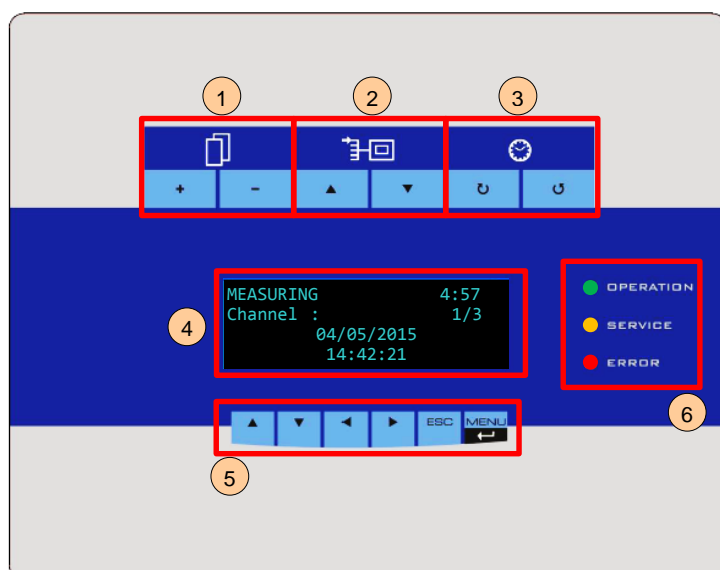 1 2 3
+ - ▲ ▼ ↻ ↺
MEASURING 4:57
Channel : 1/3
04/05/2015
14:42:21
4
OPERATION
SERVICE
ERROR
6
▲ ▼ ◄ ► ESC MENU
5